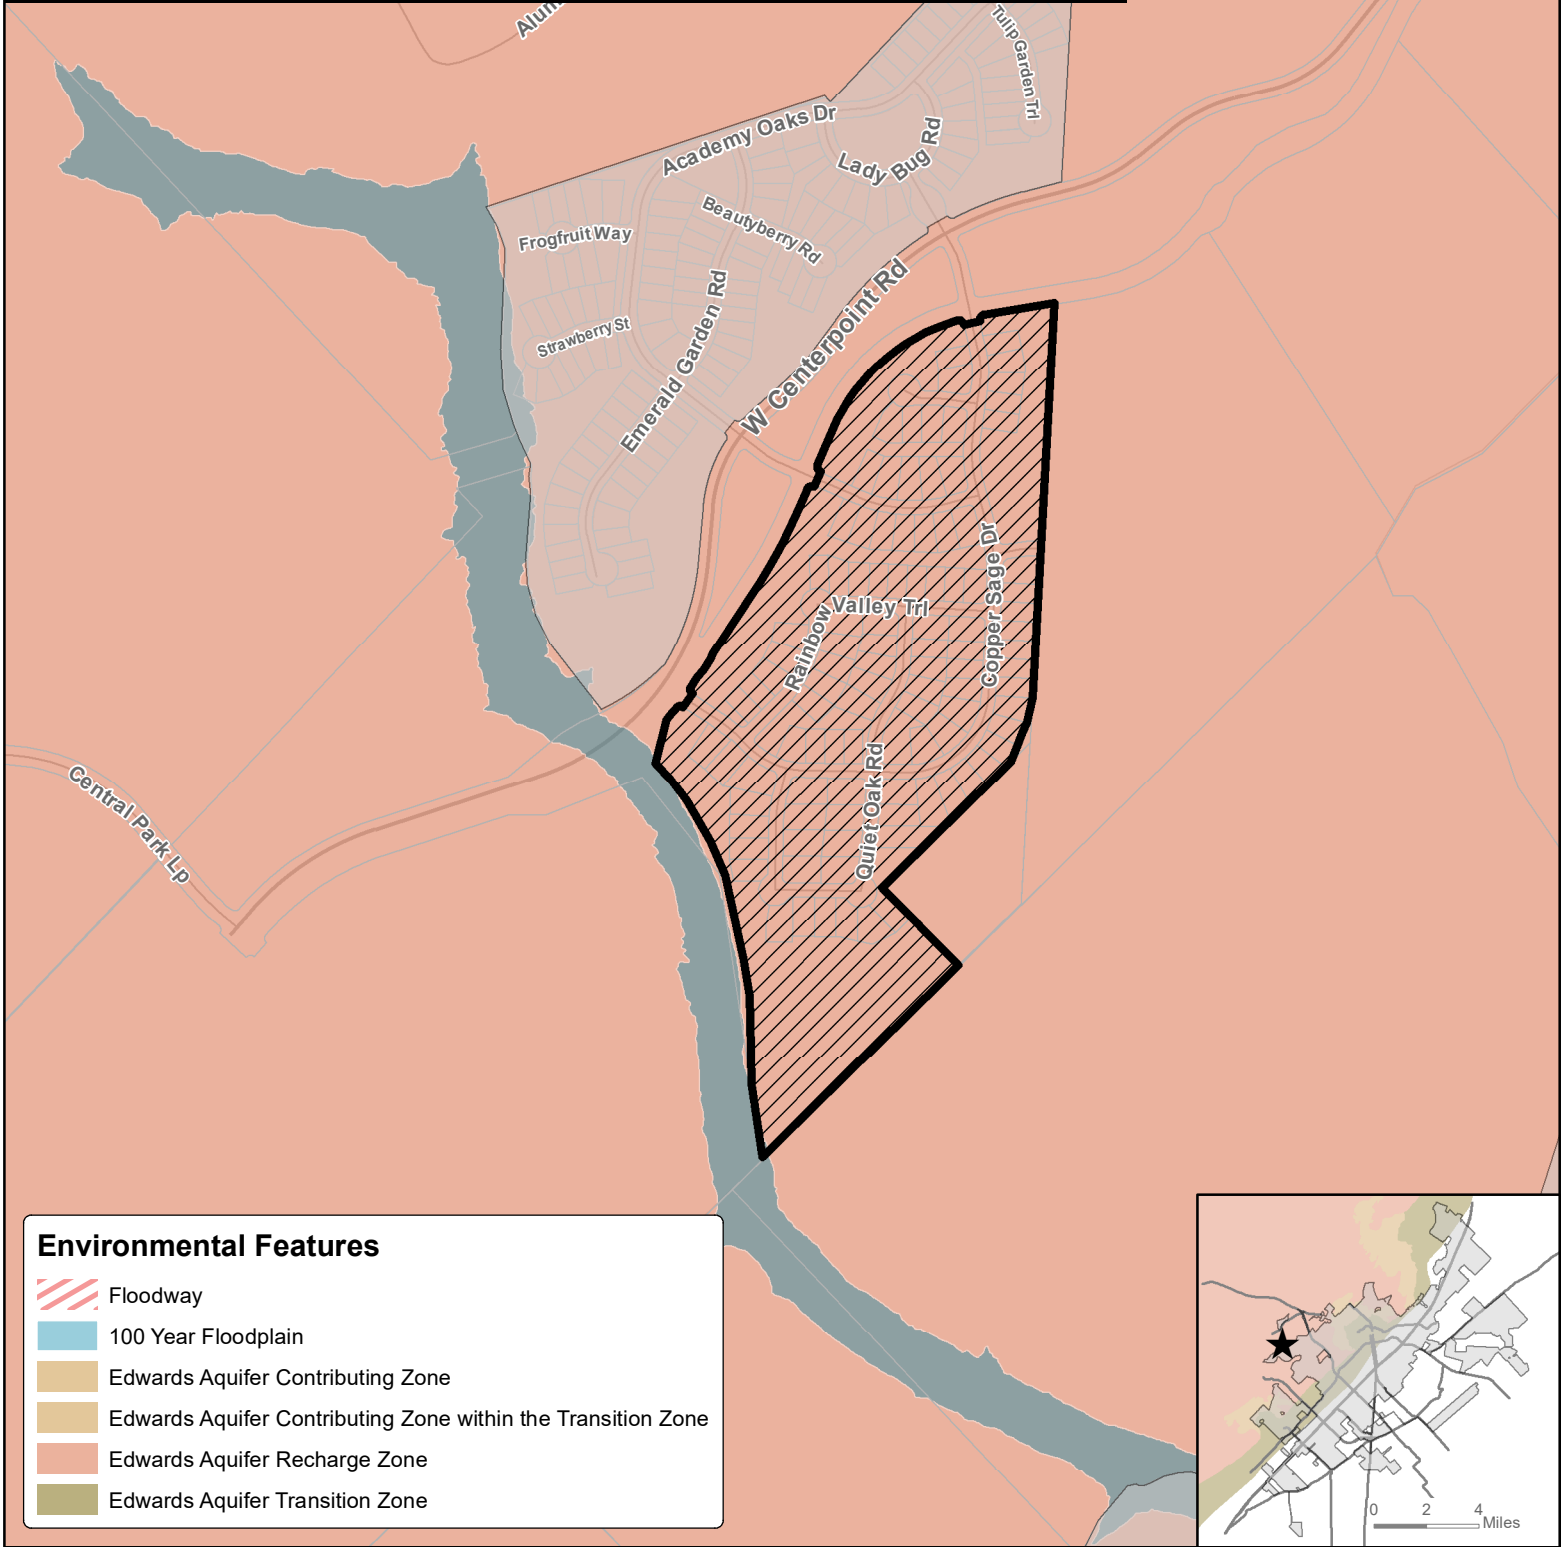 Tulip Garden Trl
Academy Oaks Dr
Lady Bug Rd
Beautyberry Rd
Frogfruit Way
Strawberry St
Emerald Garden Rd
W Centerpoint Rd
Copper Sage Dr
Rainbow Valley Trl
Quiet Oak Rd
Central Park Lp
Environmental Features
Floodway
100 Year Floodplain
Edwards Aquifer Contributing Zone
Edwards Aquifer Contributing Zone within the Transition Zone
Edwards Aquifer Recharge Zone
Edwards Aquifer Transition Zone
0 2 4
Miles